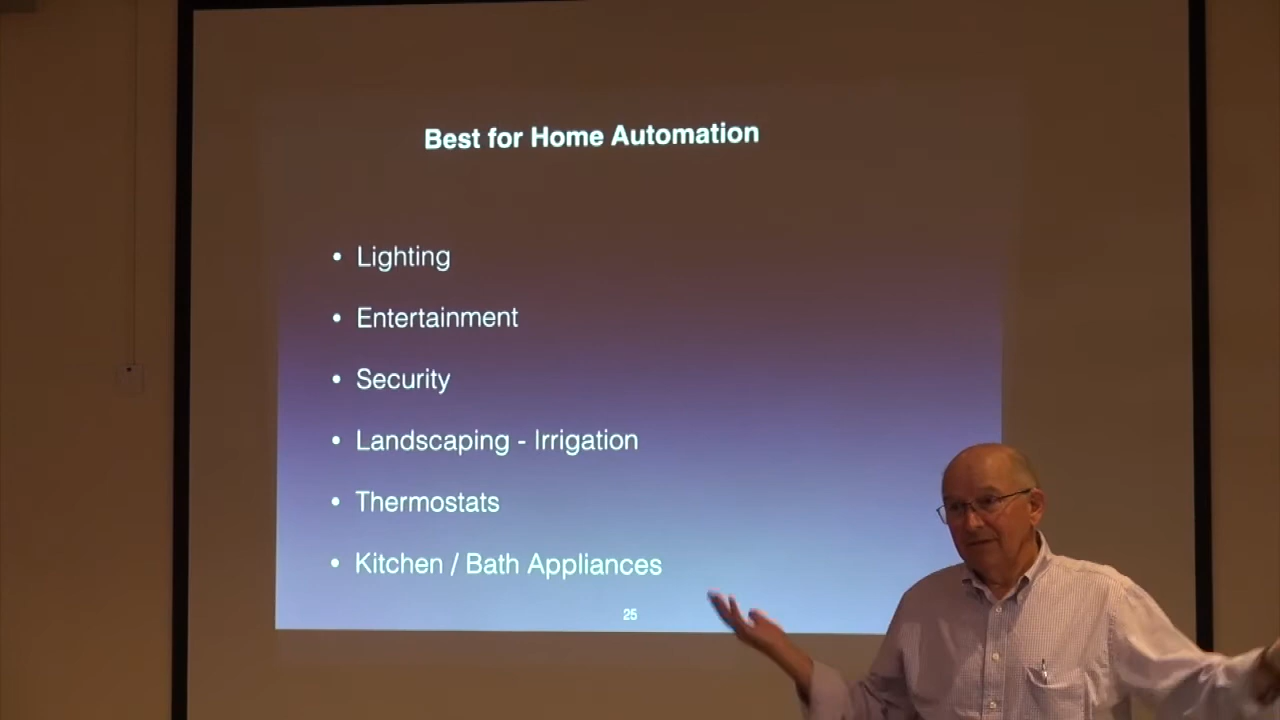 Best for Home Automation
• Lighting
• Entertainment
• Security
• Landscaping - Irrigation
• Thermostats
• Kitchen / Bath Appliances
25